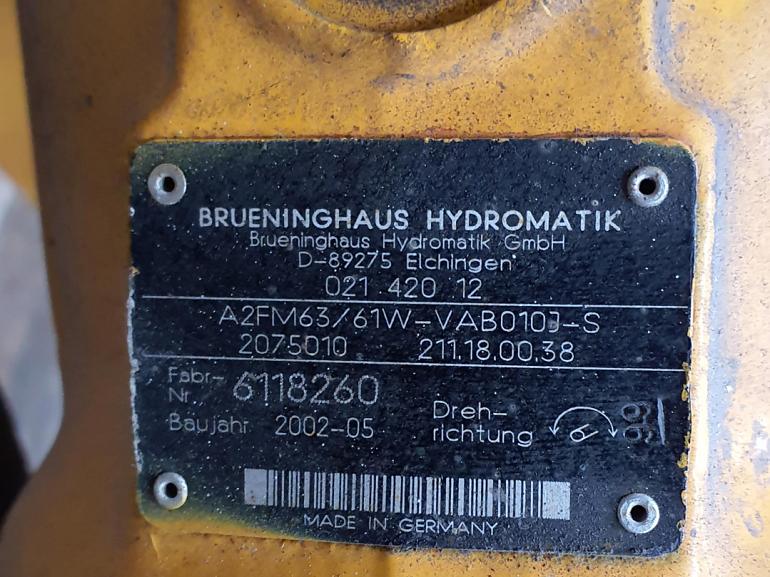 BRUENINGHAUS HYDROMATIK
Brueninghaus Hydromatik GmbH
D-89275 Elchingen
021 420 12
A2FM63/61W-VAB010J-S
2075010 211.18.00.38
Fabr-
Nr. 6118260
Baujahr 2002-05
Dreh-
richtung
MADE IN GERMANY